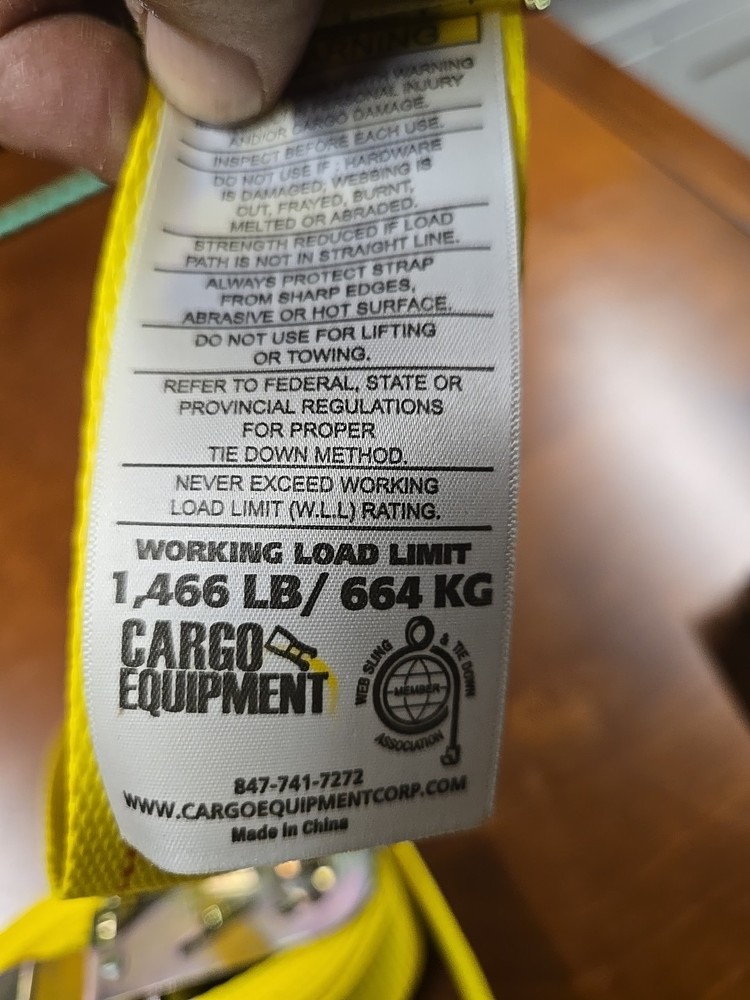 WARNING
WARNING
PERSONAL INJURY
AND/OR CARGO DAMAGE.
INSPECT BEFORE EACH USE.
DO NOT USE IF : HARDWARE
IS DAMAGED, WEBBING IS
CUT, FRAYED, BURNT,
MELTED OR ABRADED.
STRENGTH REDUCED IF LOAD
PATH IS NOT IN STRAIGHT LINE.
ALWAYS PROTECT STRAP
FROM SHARP EDGES,
ABRASIVE OR HOT SURFACE.
DO NOT USE FOR LIFTING
OR TOWING.
REFER TO FEDERAL, STATE OR
PROVINCIAL REGULATIONS
FOR PROPER
TIE DOWN METHOD.
NEVER EXCEED WORKING
LOAD LIMIT (W.L.L) RATING.
WORKING LOAD LIMIT
1,466 LB/ 664 KG
CARGO
EQUIPMENT
WEB SLING & TIE DOWN
MEMBER
ASSOCIATION
847-741-7272
WWW.CARGOEQUIPMENTCORP.COM
Made In China